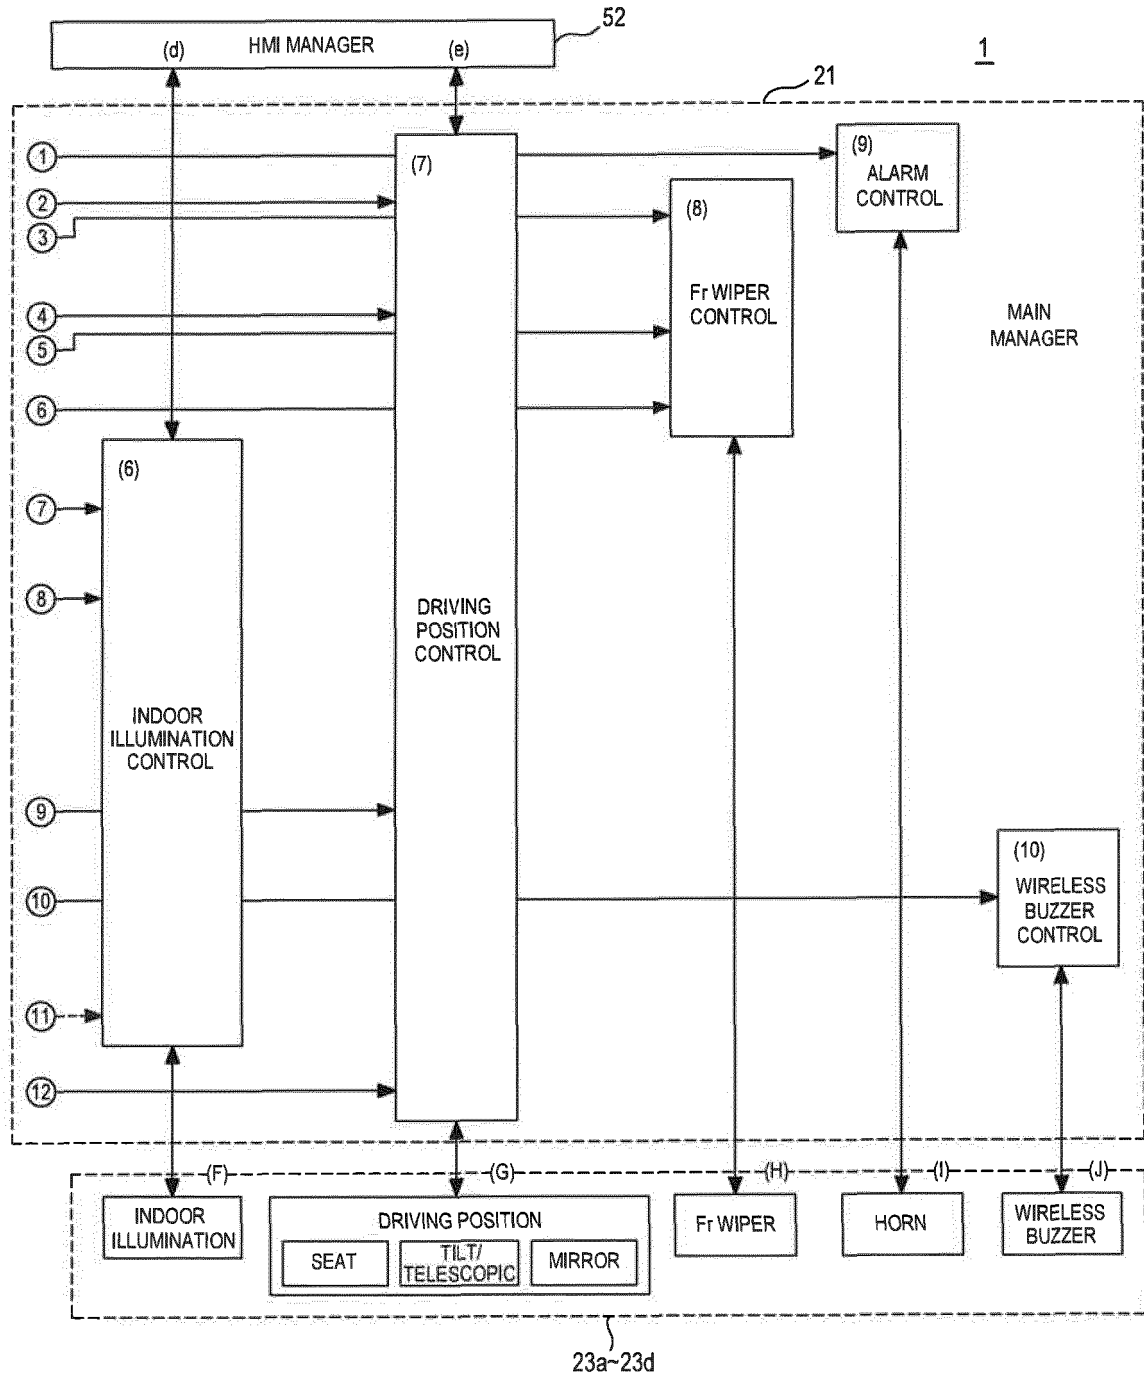 52
(d) HMI MANAGER (e)
1
21
1
2
3
4
5
6
7
8
9
10
11
12
(6)
INDOOR
ILLUMINATION
CONTROL
(7)
DRIVING
POSITION
CONTROL
(8)
Fr WIPER
CONTROL
(9)
ALARM
CONTROL
MAIN
MANAGER
(10)
WIRELESS
BUZZER
CONTROL
(F)
(G)
(H)
(I)
(J)
INDOOR
ILLUMINATION
DRIVING POSITION
SEAT
TILT/
TELESCOPIC
MIRROR
Fr WIPER
HORN
WIRELESS
BUZZER
23a~23d